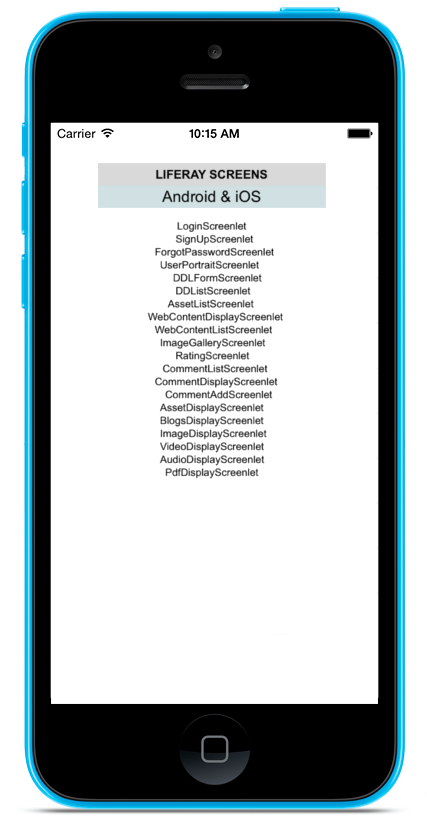 Carrier 10:15 AM
LIFERAY SCREENS
Android & iOS
LoginScreenlet
SignUpScreenlet
ForgotPasswordScreenlet
UserPortraitScreenlet
DDLFormScreenlet
DDListScreenlet
AssetListScreenlet
WebContentDisplayScreenlet
WebContentListScreenlet
ImageGalleryScreenlet
RatingScreenlet
CommentListScreenlet
CommentDisplayScreenlet
CommentAddScreenlet
AssetDisplayScreenlet
BlogsDisplayScreenlet
ImageDisplayScreenlet
VideoDisplayScreenlet
AudioDisplayScreenlet
PdfDisplayScreenlet